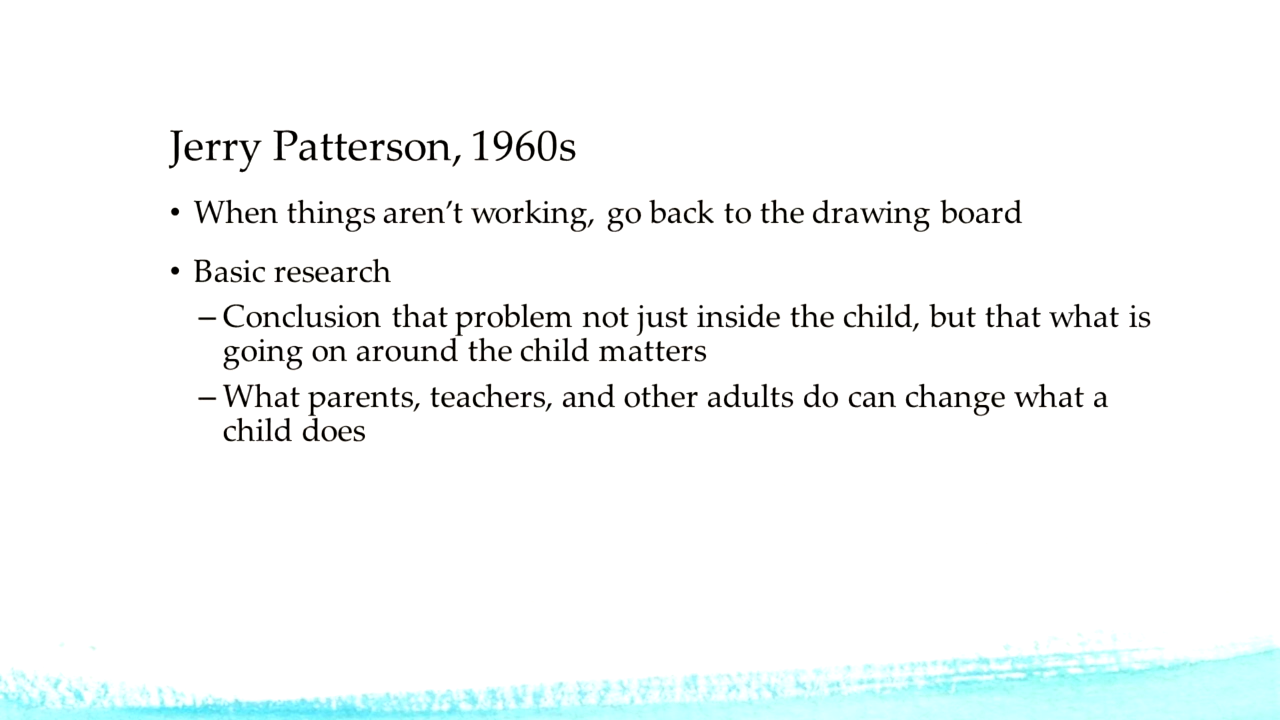 Jerry Patterson, 1960s
• When things aren’t working, go back to the drawing board
• Basic research
– Conclusion that problem not just inside the child, but that what is
going on around the child matters
– What parents, teachers, and other adults do can change what a
child does